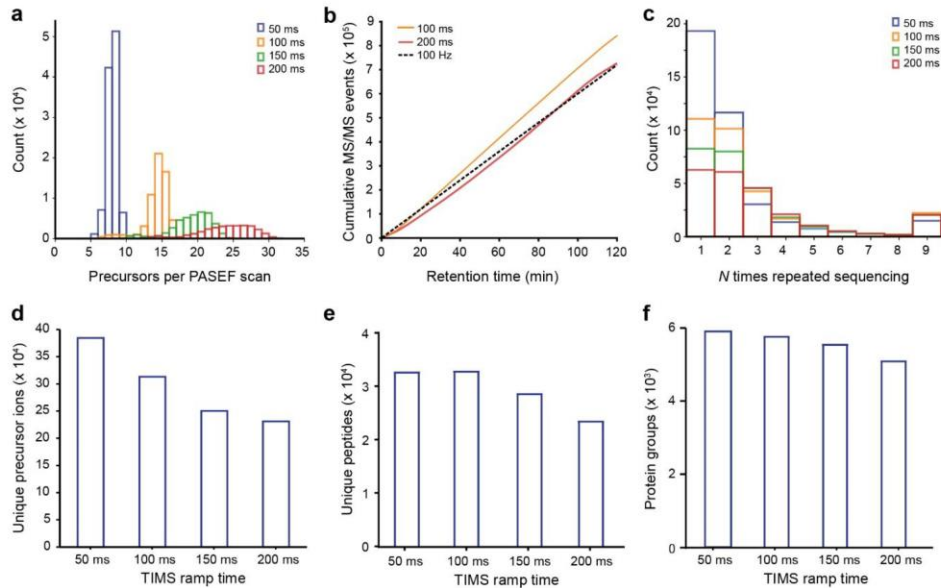 a
Count (x 10⁴)
5
4
3
2
1
0
0 5 10 15 20 25 30 35
Precursors per PASEF scan
50 ms
100 ms
150 ms
200 ms
b
Cumulative MS/MS events (x 10⁵)
9
8
7
6
5
4
3
2
1
0
0 20 40 60 80 100 120
Retention time (min)
100 ms
200 ms
100 Hz
c
Count (x 10⁴)
20
15
10
5
0
1 2 3 4 5 6 7 8 9
N times repeated sequencing
50 ms
100 ms
150 ms
200 ms
d
Unique precursor ions (x 10⁴)
40
35
30
25
20
15
10
5
0
50 ms 100 ms 150 ms 200 ms
TIMS ramp time
e
Unique peptides (x 10⁴)
4
3
2
1
0
50 ms 100 ms 150 ms 200 ms
TIMS ramp time
f
Protein groups (x 10³)
6
4
2
0
50 ms 100 ms 150 ms 200 ms
TIMS ramp time